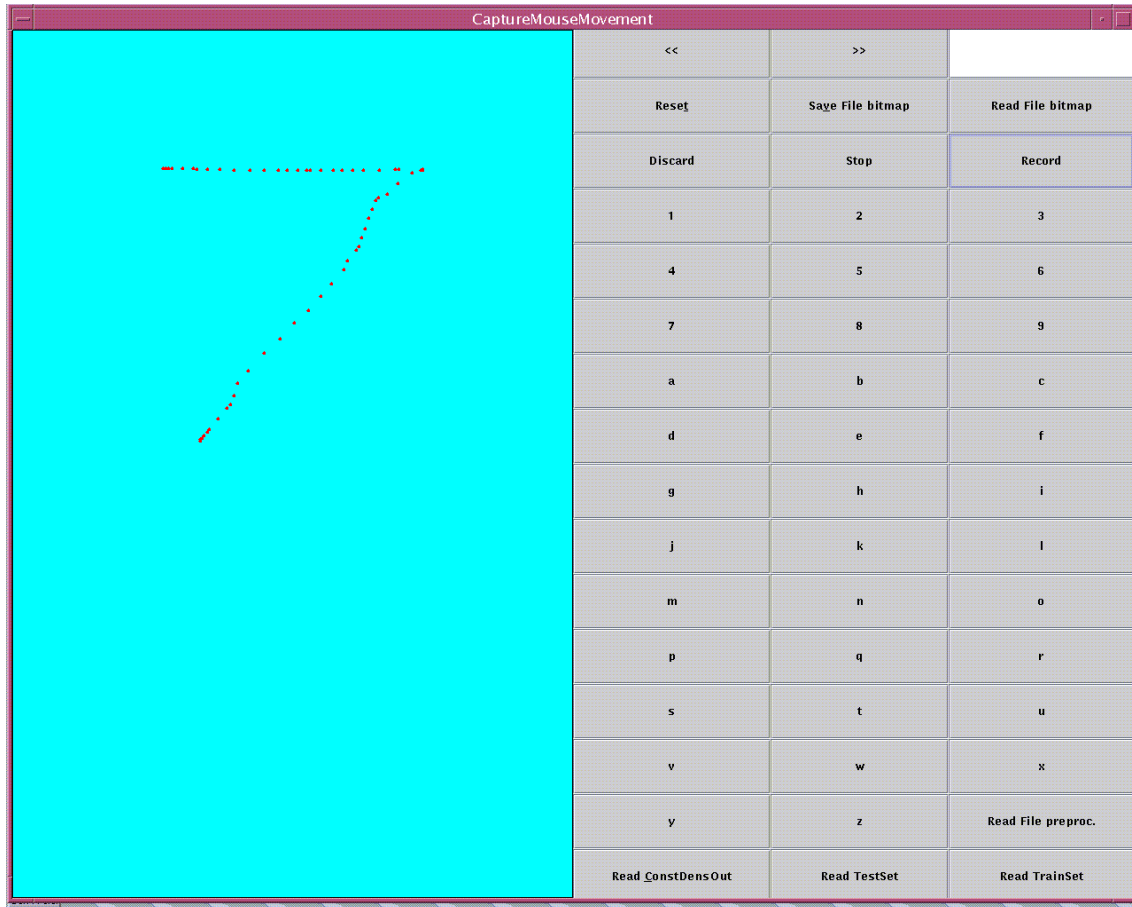 CaptureMouseMovement
<< >>
Reset Save File bitmap Read File bitmap
Discard Stop Record
1 2 3
4 5 6
7 8 9
a b c
d e f
g h i
j k l
m n o
p q r
s t u
v w x
y z Read File preproc.
Read ConstDensOut Read TestSet Read TrainSet
7